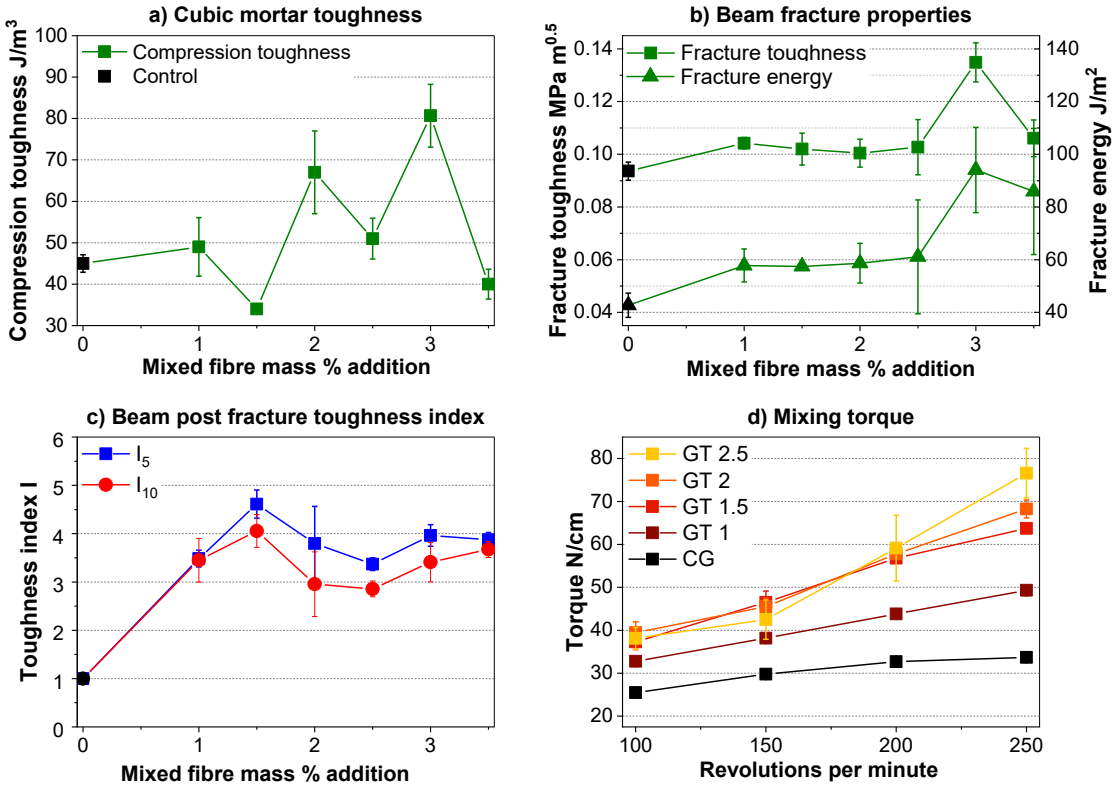 a) Cubic mortar toughness
Compression toughness J/m³
100
90
80
70
60
50
40
30
Compression toughness
Control
0
1
2
3
Mixed fibre mass % addition
b) Beam fracture properties
Fracture toughness MPa m^0.5
0.14
0.12
0.10
0.08
0.06
0.04
Fracture toughness
Fracture energy
140
120
100
80
60
40
Fracture energy J/m²
0
1
2
3
Mixed fibre mass % addition
c) Beam post fracture toughness index
Toughness index I
6
5
4
3
2
1
0
I₅
I₁₀
0
1
2
3
Mixed fibre mass % addition
d) Mixing torque
Torque N/cm
80
70
60
50
40
30
20
GT 2.5
GT 2
GT 1.5
GT 1
CG
100
150
200
250
Revolutions per minute